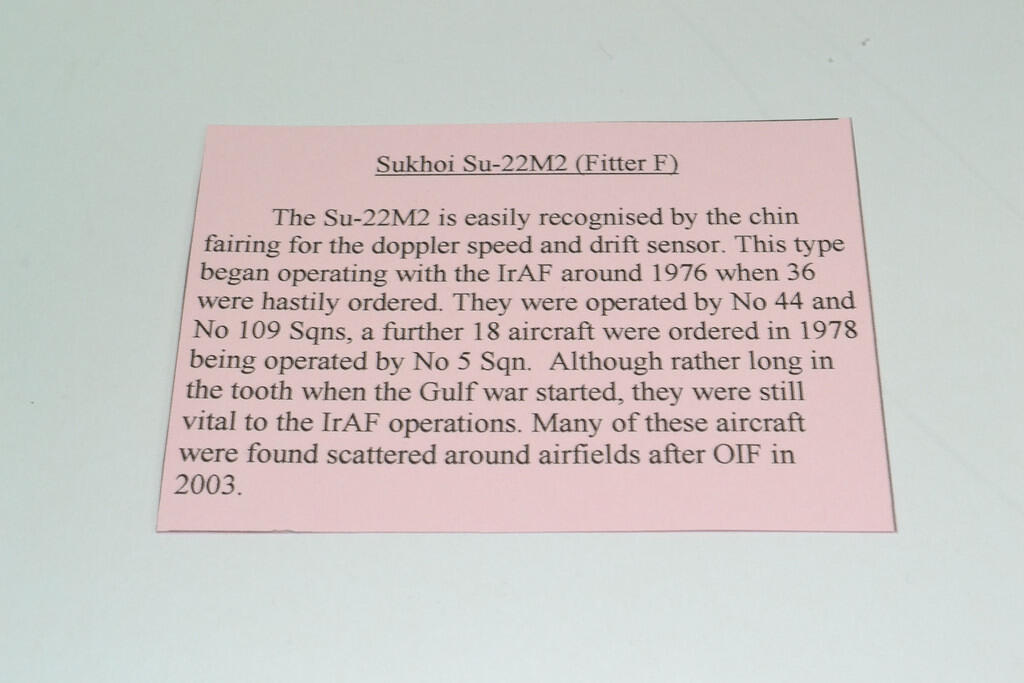 Sukhoi Su-22M2 (Fitter F)
The Su-22M2 is easily recognised by the chin
fairing for the doppler speed and drift sensor. This type
began operating with the IrAF around 1976 when 36
were hastily ordered. They were operated by No 44 and
No 109 Sqns, a further 18 aircraft were ordered in 1978
being operated by No 5 Sqn.  Although rather long in
the tooth when the Gulf war started, they were still
vital to the IrAF operations. Many of these aircraft
were found scattered around airfields after OIF in
2003.